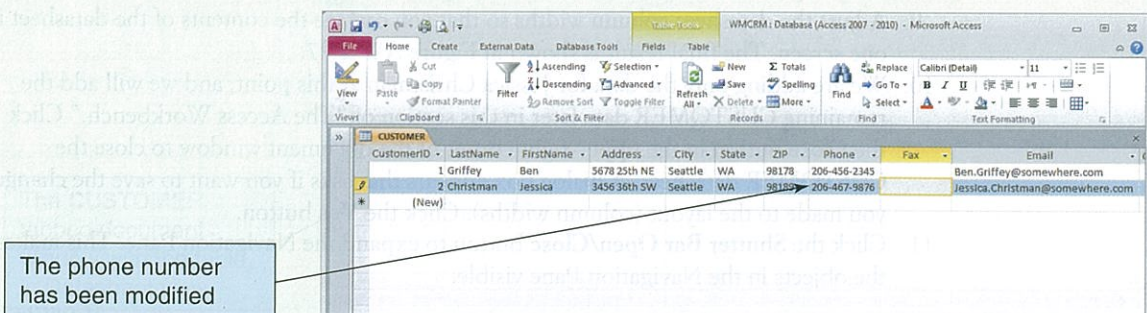 Table Tools WMCRM : Database (Access 2007 - 2010) - Microsoft Access
File Home Create External Data Database Tools Fields Table
View Paste Cut Copy Format Painter
Filter Ascending Descending Remove Sort Selection Advanced Toggle Filter
Refresh All New Save Delete Totals Spelling More
Find Replace Go To Select
Calibri (Detail) 11
B I U
A
Views Clipboard Sort & Filter Records Find Text Formatting
CUSTOMER
CustomerID LastName FirstName Address City State ZIP Phone Fax Email
1 Griffey Ben 5678 25th NE Seattle WA 98178 206-456-2345 Ben.Griffey@somewhere.com
2 Christman Jessica 3456 36th SW Seattle WA 98189 206-467-9876 Jessica.Christman@somewhere.com
(New)
The phone number
has been modified